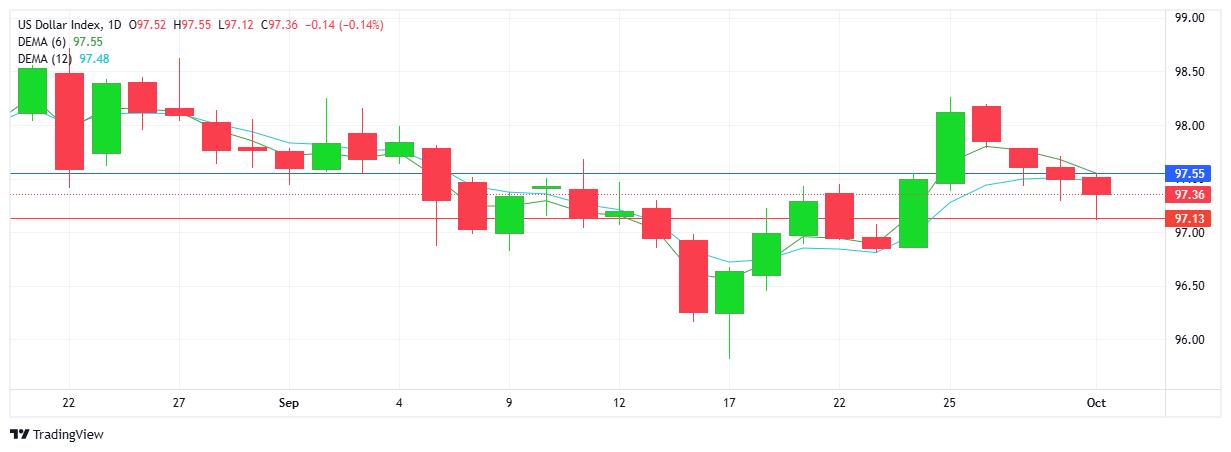 US Dollar Index, 1D O97.52 H97.55 L97.12 C97.36 −0.14 (−0.14%)
DEMA (6) 97.55
DEMA (12) 97.48
99.00
98.50
98.00
97.55
97.36
97.13
97.00
96.50
96.00
22 27 Sep 4 9 12 17 22 25 Oct
TradingView